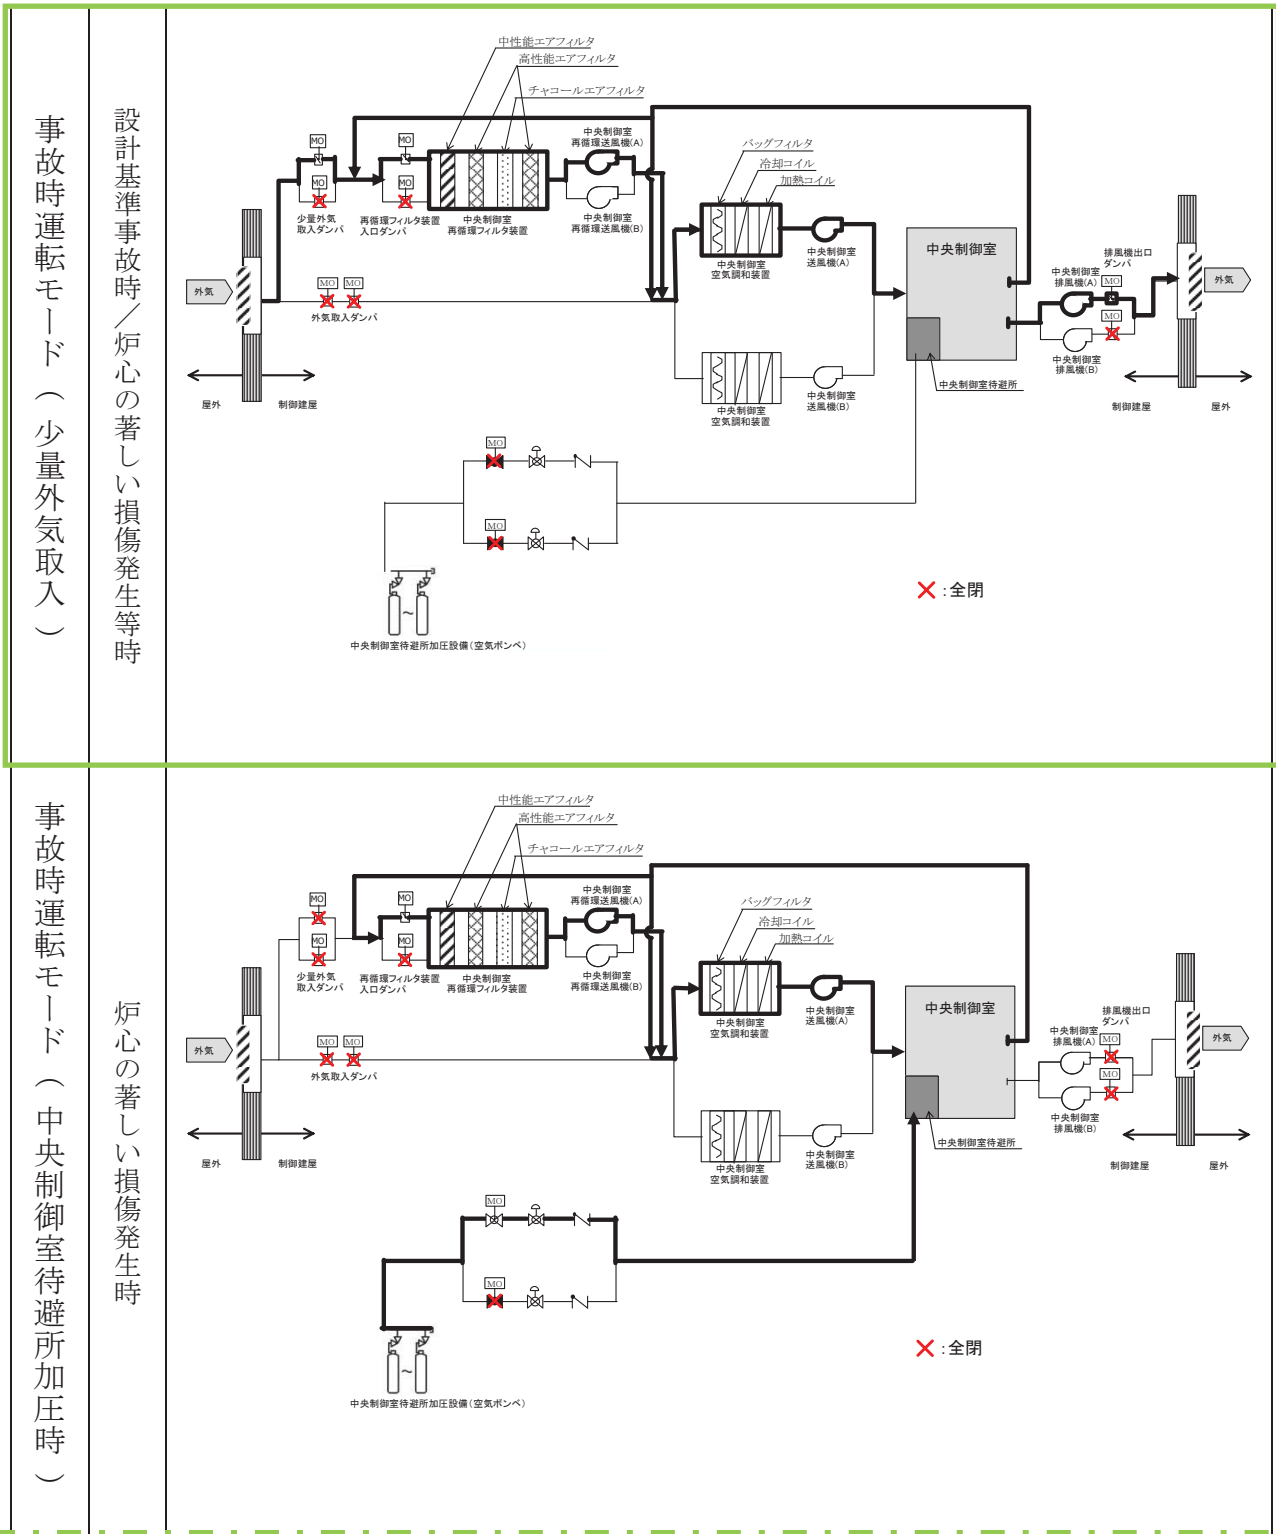 事故時運転モード（少量外気取入）
設計基準事故時／炉心の著しい損傷発生等時
中性能エアフィルタ
高性能エアフィルタ
チャコールエアフィルタ
MO
MO
MO
MO
少量外気
取入ダンパ
再循環フィルタ装置
入口ダンパ
中央制御室
再循環フィルタ装置
中央制御室
再循環送風機(A)
中央制御室
再循環送風機(B)
バッグフィルタ
冷却コイル
加熱コイル
中央制御室
空気調和装置
中央制御室
送風機(A)
中央制御室
排風機出口
ダンパ
中央制御室
排風機(A)
MO
MO
中央制御室
排風機(B)
外気
外気
MO
MO
外気取入ダンパ
屋外
制御建屋
中央制御室
空気調和装置
中央制御室
送風機(B)
中央制御室待避所
制御建屋
屋外
MO
MO
～
中央制御室待避所加圧設備（空気ボンベ）
:全閉
事故時運転モード（中央制御室待避所加圧時）
炉心の著しい損傷発生時
中性能エアフィルタ
高性能エアフィルタ
チャコールエアフィルタ
MO
MO
MO
MO
少量外気
取入ダンパ
再循環フィルタ装置
入口ダンパ
中央制御室
再循環フィルタ装置
中央制御室
再循環送風機(A)
中央制御室
再循環送風機(B)
バッグフィルタ
冷却コイル
加熱コイル
中央制御室
空気調和装置
中央制御室
送風機(A)
中央制御室
排風機出口
ダンパ
中央制御室
排風機(A)
MO
MO
中央制御室
排風機(B)
外気
外気
MO
MO
外気取入ダンパ
屋外
制御建屋
中央制御室
空気調和装置
中央制御室
送風機(B)
中央制御室待避所
制御建屋
屋外
MO
MO
～
中央制御室待避所加圧設備（空気ボンベ）
:全閉